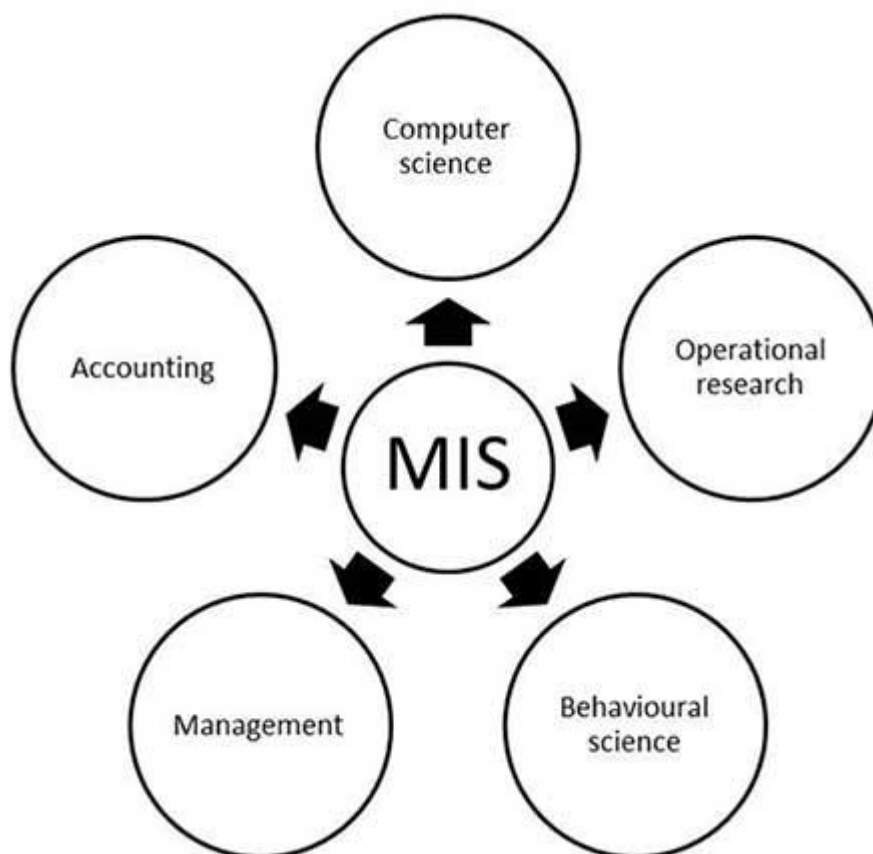 Computer
science
Accounting
Operational
research
MIS
Management
Behavioural
science